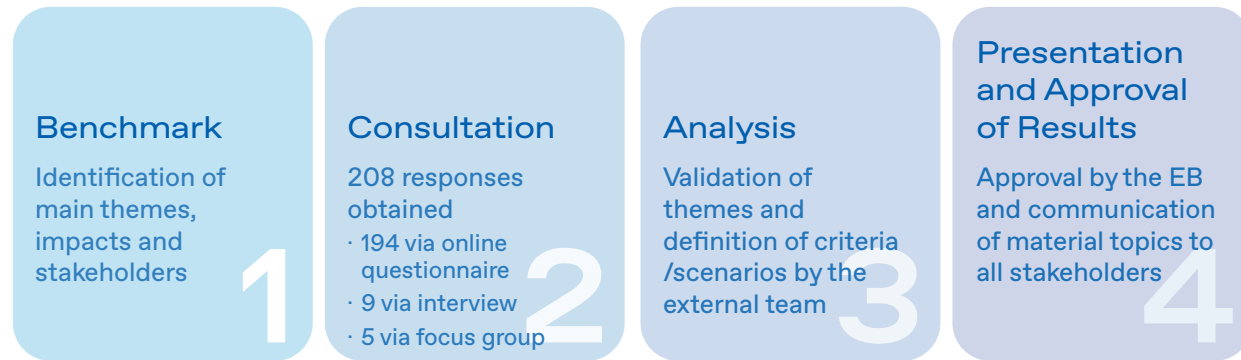 Benchmark
Identification of
main themes,
impacts and
stakeholders
1
Consultation
208 responses
obtained
· 194 via online
questionnaire
· 9 via interview
· 5 via focus group
2
Analysis
Validation of
themes and
definition of criteria
/scenarios by the
external team
3
Presentation
and Approval
of Results
Approval by the EB
and communication
of material topics to
all stakeholders
4